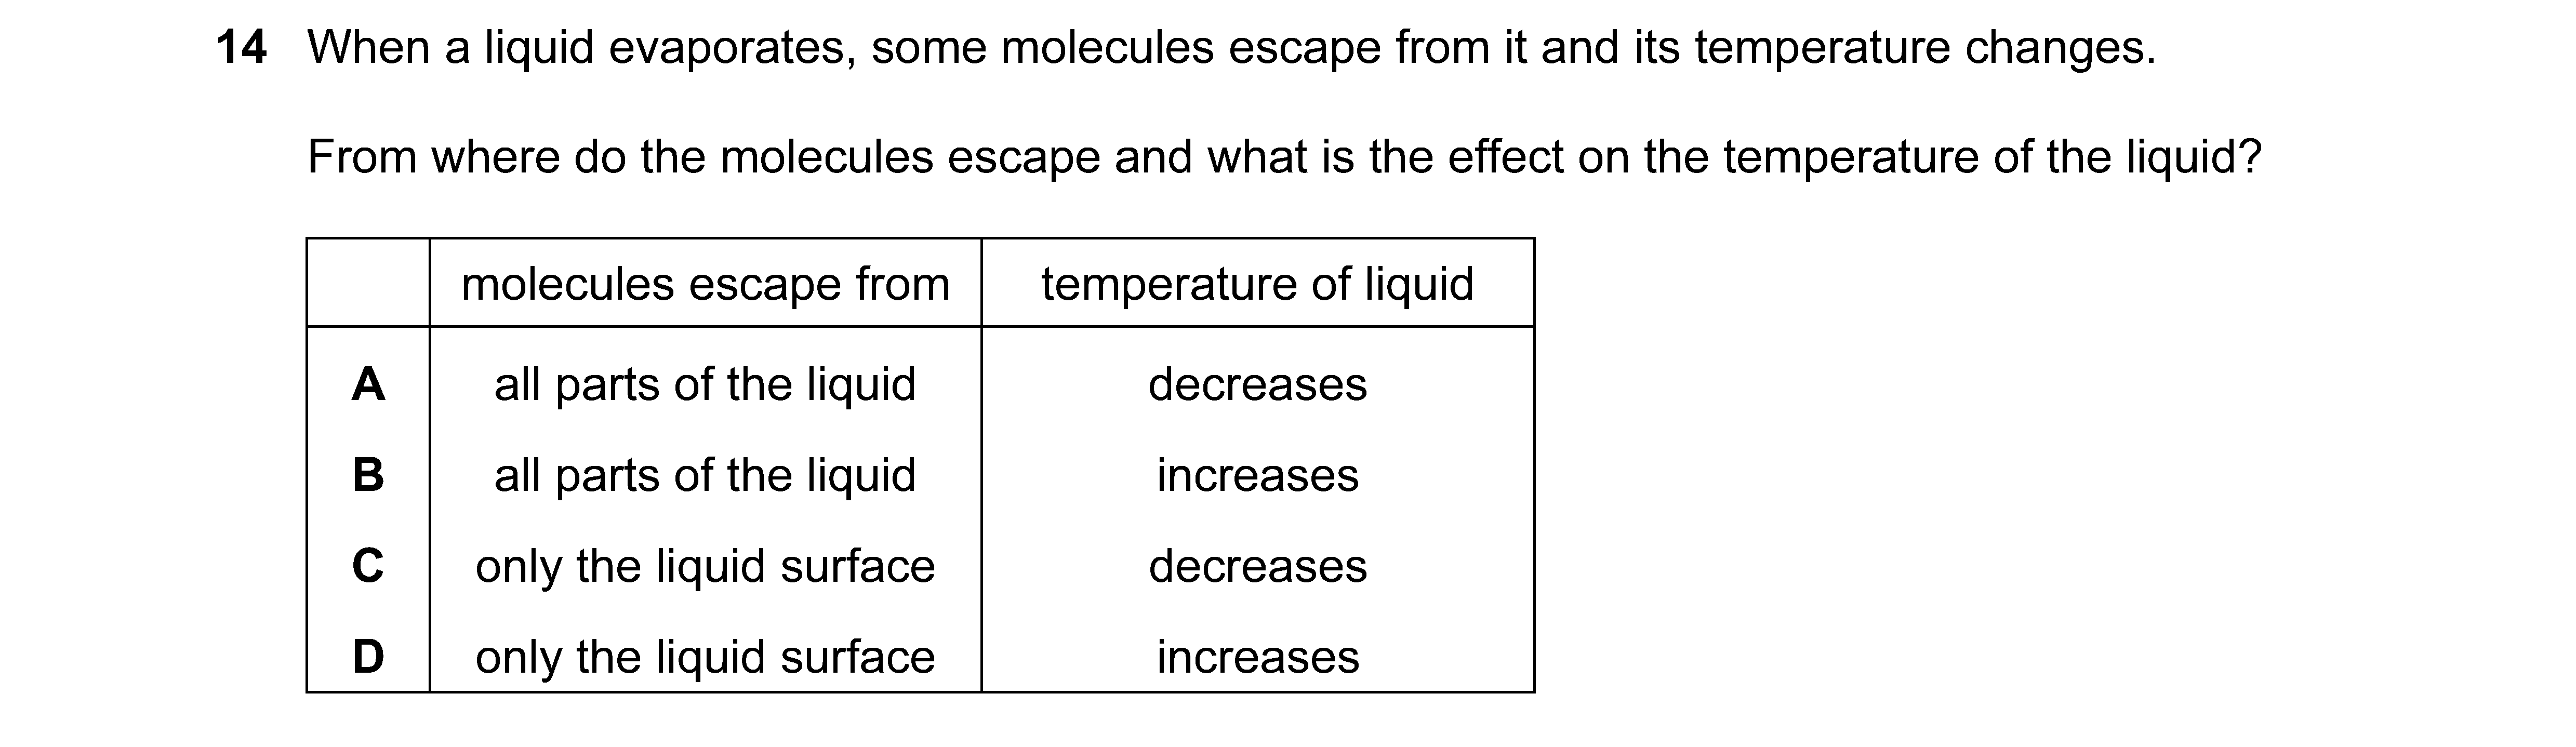 14 When a liquid evaporates, some molecules escape from it and its temperature changes.
From where do the molecules escape and what is the effect on the temperature of the liquid?
molecules escape from temperature of liquid
A all parts of the liquid decreases
B all parts of the liquid increases
C only the liquid surface decreases
D only the liquid surface increases